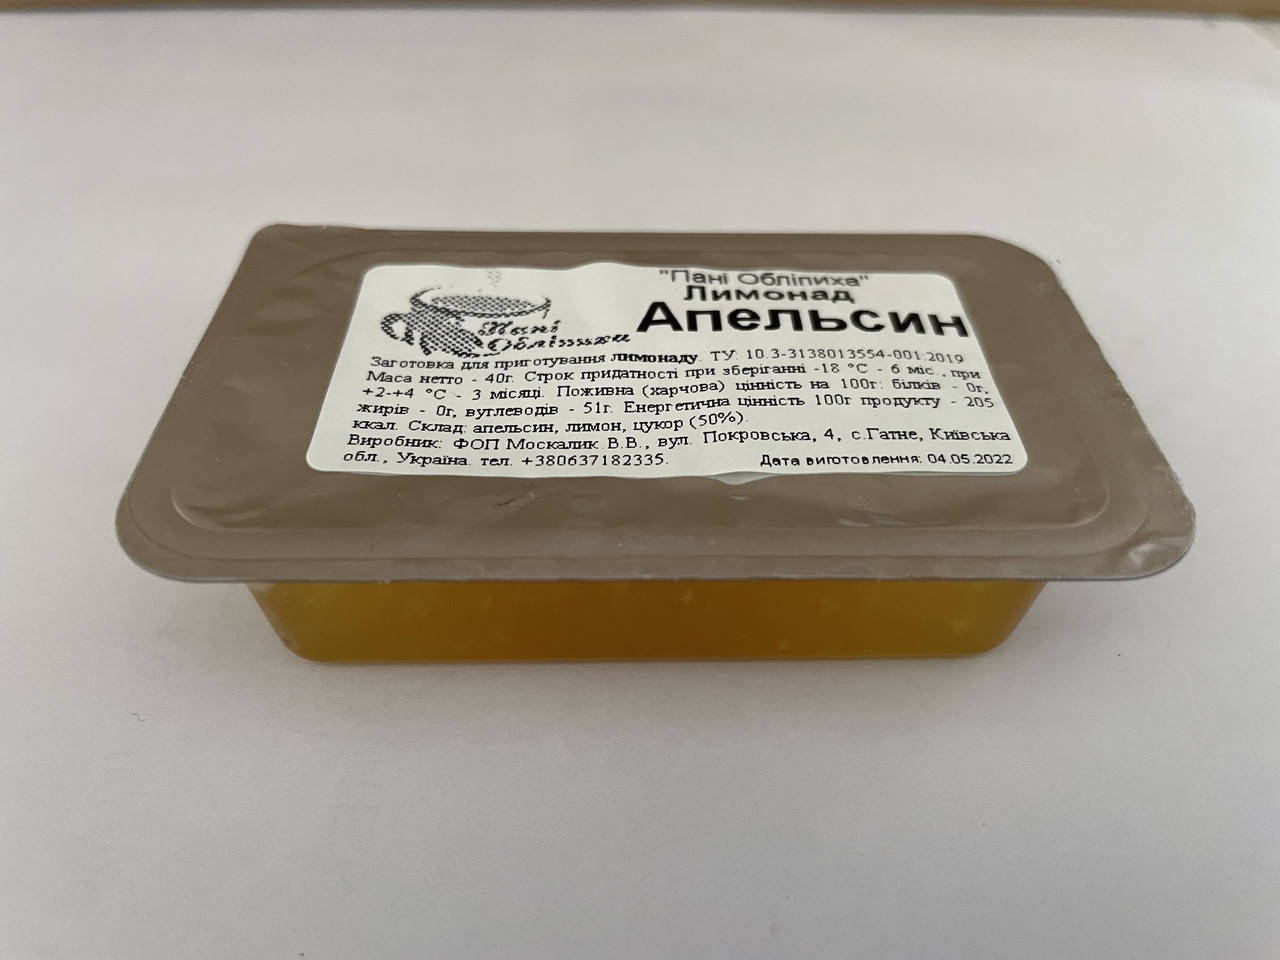 "Пані Обліпиха"
Лимонад
Апельсин
Пані
Обліпиха
Заготовка для приготування лимонаду. ТУ: 10.3-3138013554-001:2019
Маса нетто - 40г. Строк придатності при зберіганні -18 °С - 6 міс., при
+2-+4 °С - 3 місяці. Поживна (харчова) цінність на 100г: білків - 0г,
жирів - 0г, вуглеводів - 51г. Енергетична цінність 100г продукту - 205
ккал. Склад: апельсин, лимон, цукор (50%).
Виробник: ФОП Москалик В.В., вул. Покровська, 4, с.Гатне, Київська
обл., Україна. тел. +380637182335.
Дата виготовлення: 04.05.2022